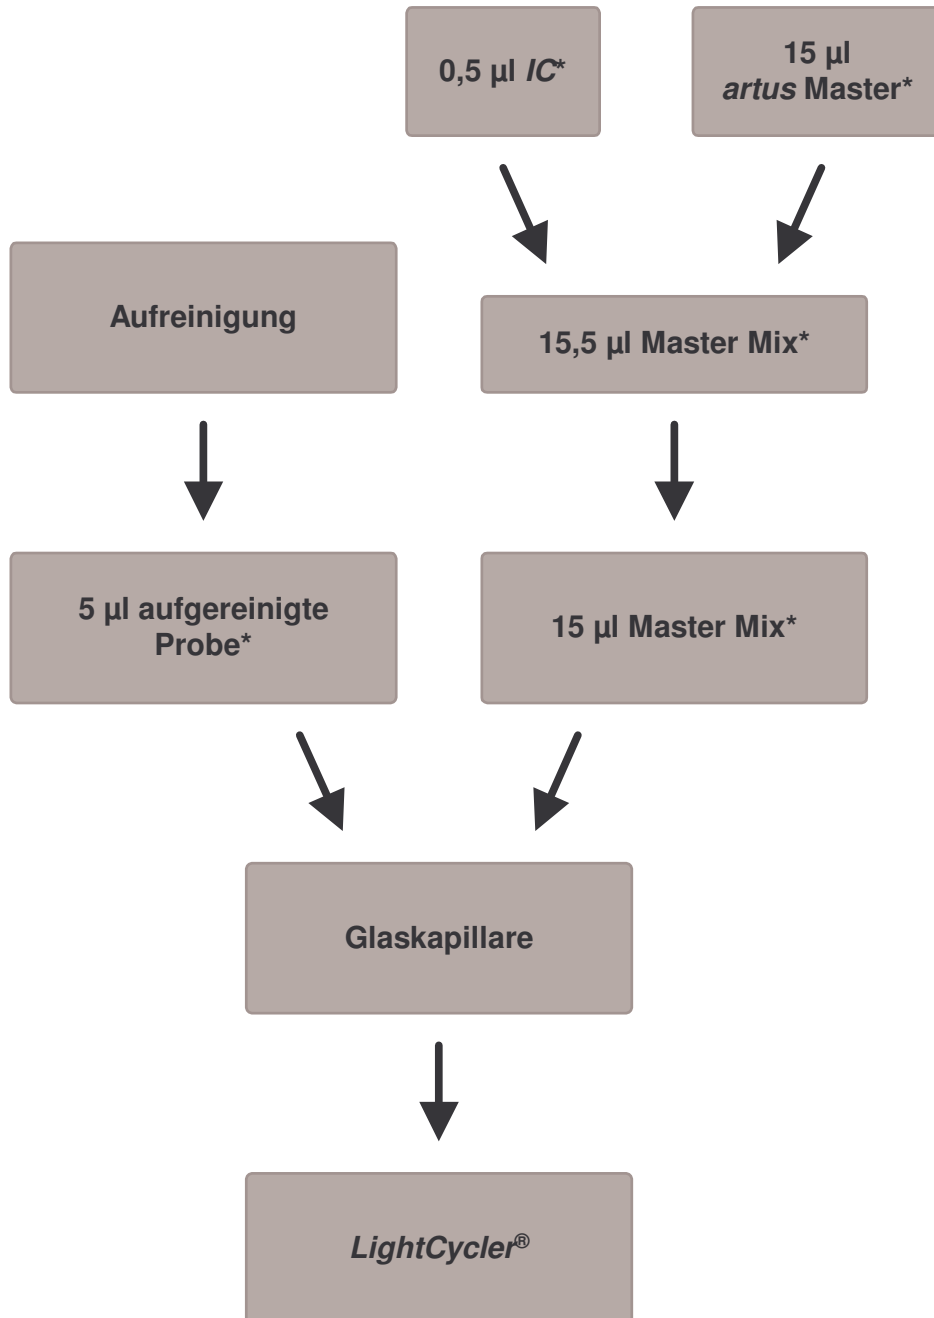 0,5 µl IC*
15 µl
artus Master*
Aufreinigung
15,5 µl Master Mix*
5 µl aufgereinigte
Probe*
15 µl Master Mix*
Glaskapillare
LightCycler®